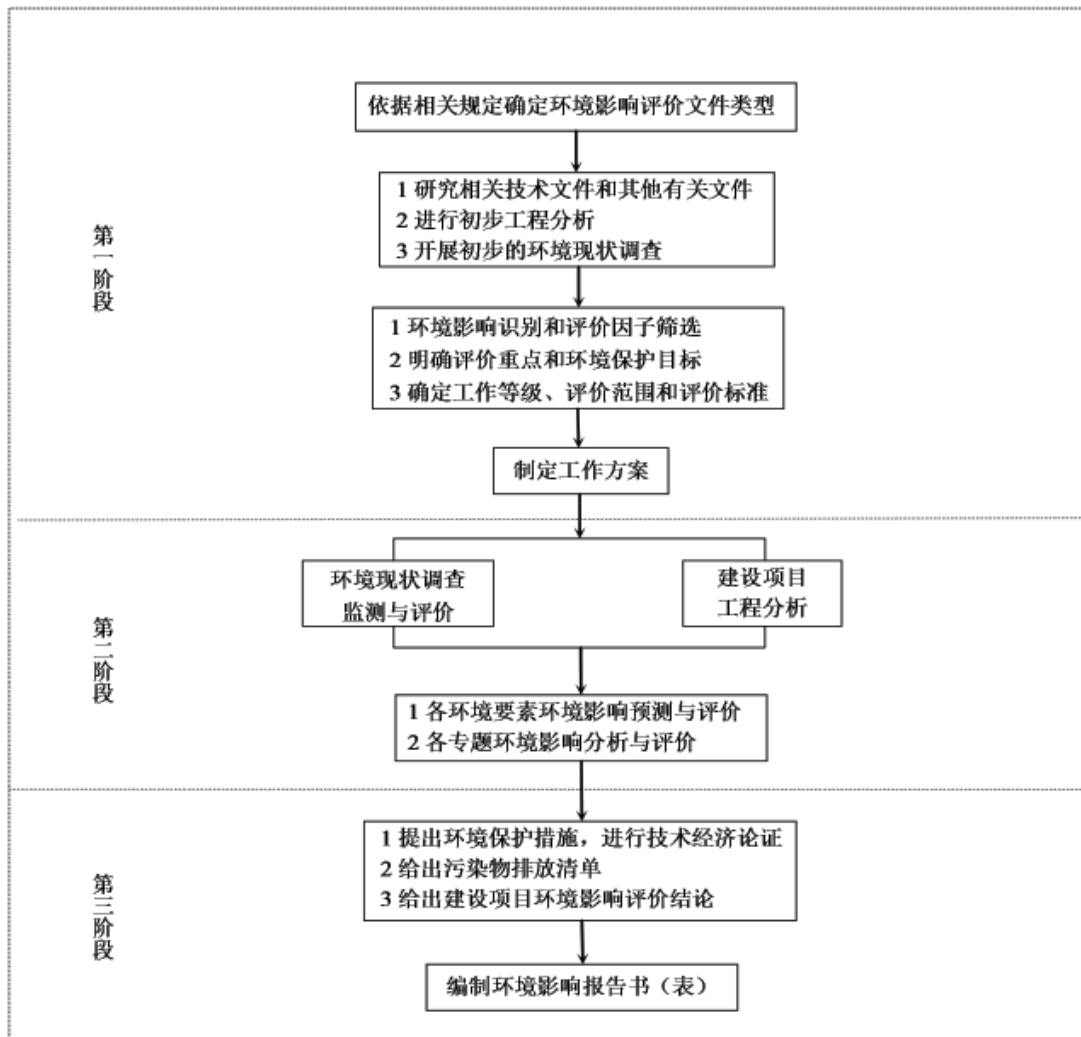 依据相关规定确定环境影响评价文件类型
第一阶段
1 研究相关技术文件和其他有关文件
2 进行初步工程分析
3 开展初步的环境现状调查
1 环境影响识别和评价因子筛选
2 明确评价重点和环境保护目标
3 确定工作等级、评价范围和评价标准
制定工作方案
第二阶段
环境现状调查
监测与评价
建设项目
工程分析
1 各环境要素环境影响预测与评价
2 各专题环境影响分析与评价
第三阶段
1 提出环境保护措施，进行技术经济论证
2 给出污染物排放清单
3 给出建设项目环境影响评价结论
编制环境影响报告书（表）